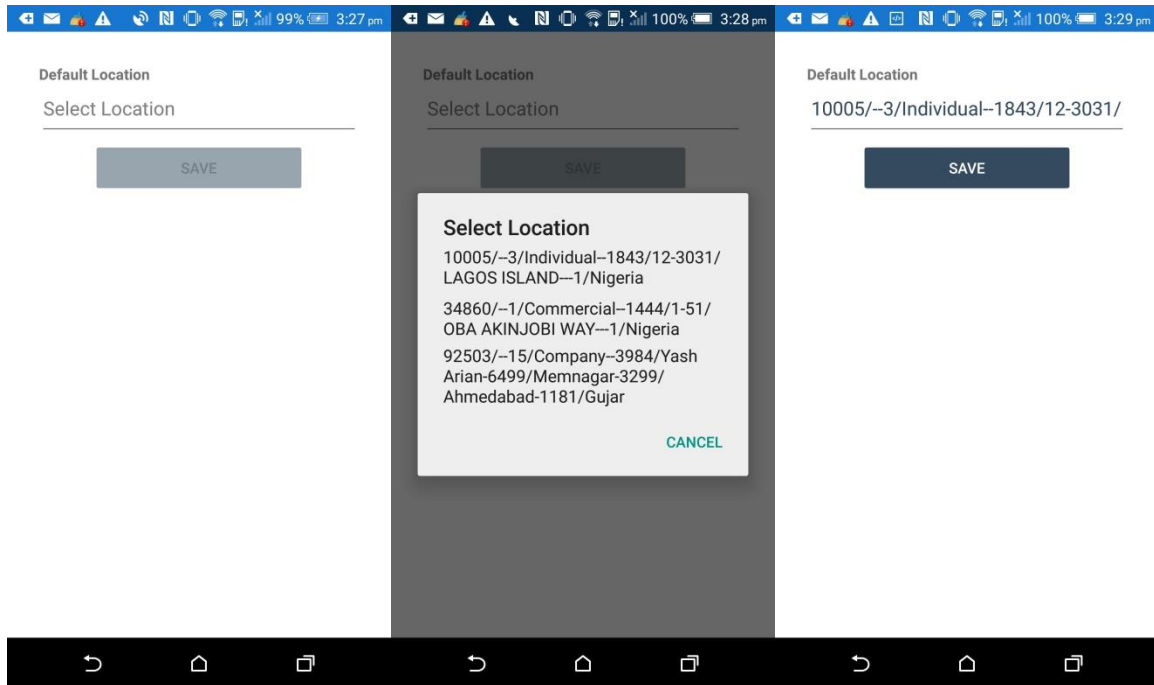 99% 3:27 pm
Default Location
Select Location
SAVE
100% 3:28 pm
Default Location
Select Location
SAVE
Select Location
10005/--3/Individual--1843/12-3031/
LAGOS ISLAND---1/Nigeria
34860/--1/Commercial--1444/1-51/
OBA AKINJOBI WAY---1/Nigeria
92503/--15/Company--3984/Yash
Arian-6499/Memnagar-3299/
Ahmedabad-1181/Gujar
CANCEL
100% 3:29 pm
Default Location
10005/--3/Individual--1843/12-3031/
SAVE